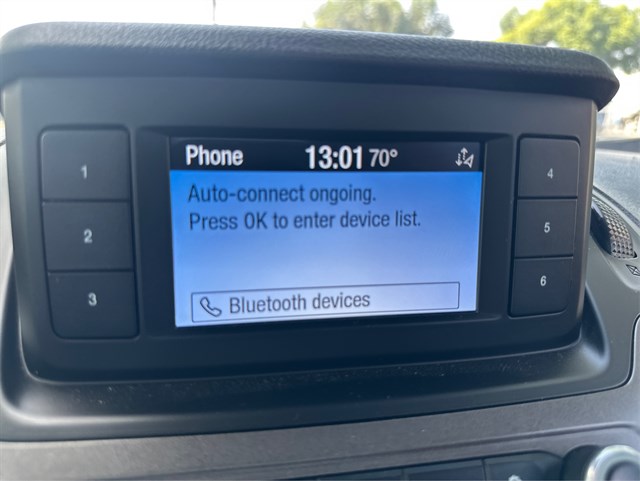 Phone 13:01 70°
Auto-connect ongoing.
Press OK to enter device list.
Bluetooth devices
1
2
3
4
5
6